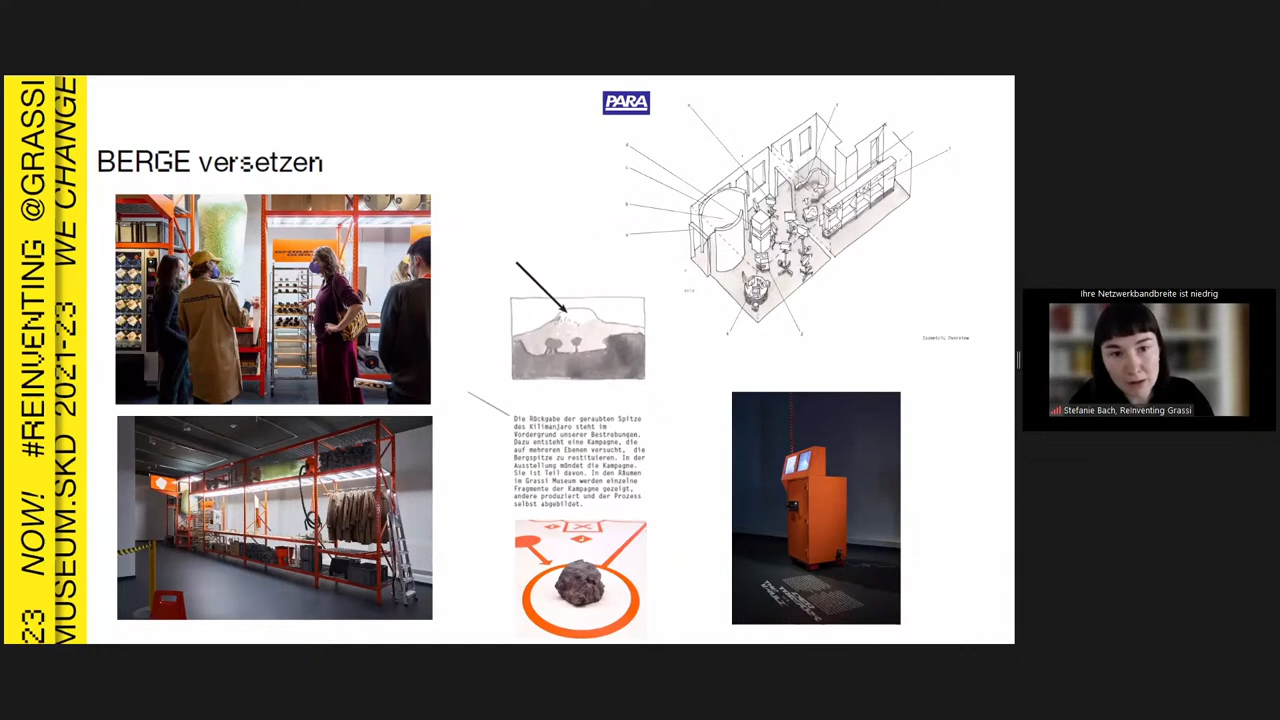 23 NOW! #REINVENTING @GRASSI
MUSEUM.SKD 2021-23 WE CHANGE
PARA
BERGE versetzen
Isometric Overview
Die Rückgabe der geraubten Spitze
des Kilimanjaro steht im
Vordergrund unserer Bestrebungen.
Dazu entsteht eine Kampagne, die
auf mehreren Ebenen versucht, die
Bergspitze zu restituieren. In der
Ausstellung mündet die Kampagne.
Sie ist Teil davon. In den Räumen
im Grassi Museum werden einzelne
Fragmente der Kampagne gezeigt,
andere produziert und der Prozess
selbst abgebildet.
Ihre Netzwerkbandbreite ist niedrig
Stefanie Bach, Reinventing Grassi